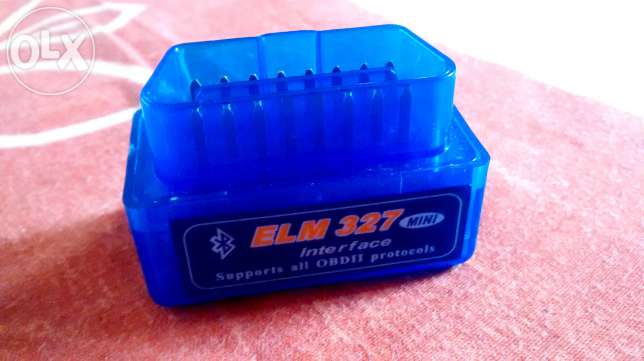 OLX
ELM 327 MINI
Interface
Supports all OBDII protocols